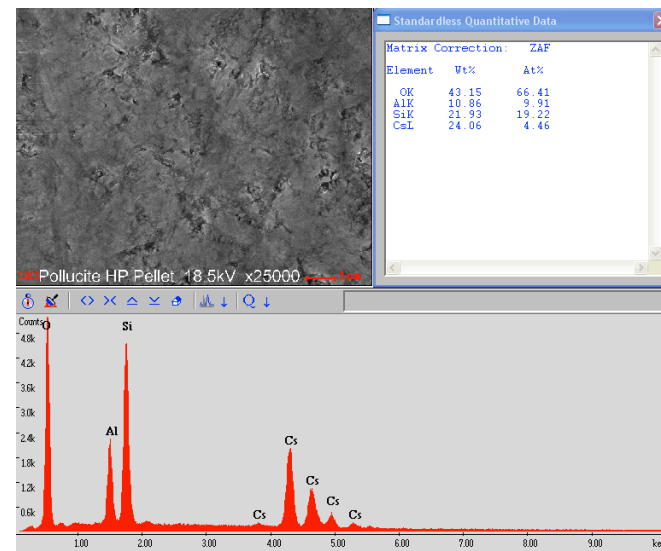 Standardless Quantitative Data
Matrix Correction: ZAF
Element Wt% At%
OK 43.15 66.41
AlK 10.86 9.91
SiK 21.93 19.22
CsL 24.06 4.46
Pollucite HP Pellet 18.5kV x25000
Q
Counts
O
Si
4.8k
4.2k
3.6k
3.0k
2.4k
1.8k
1.2k
0.6k
Al
Cs
Cs
Cs
Cs
Cs
1.00 2.00 3.00 4.00 5.00 6.00 7.00 8.00 9.00 ke